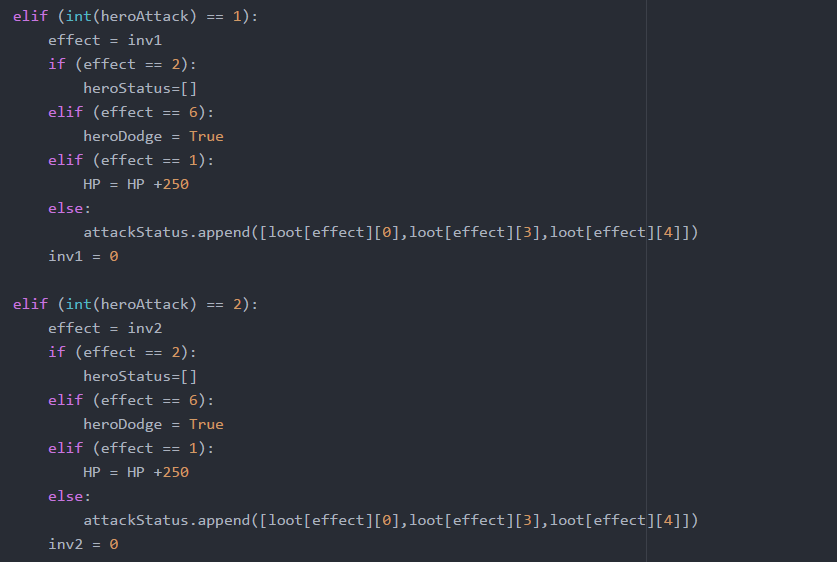 elif (int(heroAttack) == 1):
    effect = inv1
    if (effect == 2):
        heroStatus=[]
    elif (effect == 6):
        heroDodge = True
    elif (effect == 1):
        HP = HP +250
    else:
        attackStatus.append([loot[effect][0],loot[effect][3],loot[effect][4]])
    inv1 = 0

elif (int(heroAttack) == 2):
    effect = inv2
    if (effect == 2):
        heroStatus=[]
    elif (effect == 6):
        heroDodge = True
    elif (effect == 1):
        HP = HP +250
    else:
        attackStatus.append([loot[effect][0],loot[effect][3],loot[effect][4]])
    inv2 = 0